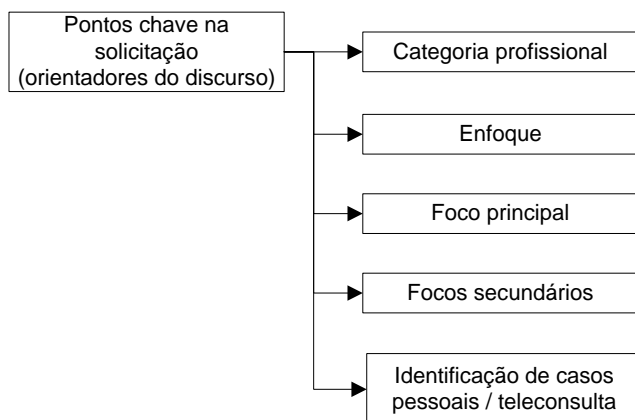 Pontos chave na
solicitação
(orientadores do discurso)
Categoria profissional
Enfoque
Foco principal
Focos secundários
Identificação de casos
pessoais / teleconsulta